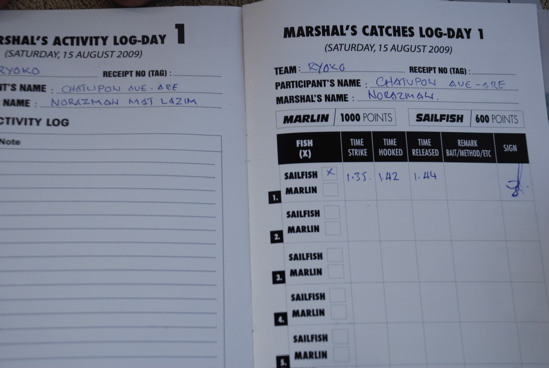 RSHAL'S ACTIVITY LOG-DAY 1
(SATURDAY, 15 AUGUST 2009)
RYOKO RECEIPT NO (TAG) :
NT'S NAME : CHATUPON AUE-ARE
NAME : NORAZMAN MAT LAZIM
CTIVITY LOG
Note
MARSHAL'S CATCHES LOG-DAY 1
(SATURDAY, 15 AUGUST 2009)
TEAM : RYOKO RECEIPT NO (TAG) :
PARTICIPANT'S NAME : CHATUPON AUE-ARE
MARSHAL'S NAME : NORAZMAN.
MARLIN 1000 POINTS SAILFISH 600 POINTS
FISH (X) TIME STRIKE TIME HOOKED TIME RELEASED REMARK BAIT/METHOD/ETC SIGN
SAILFISH X 1.35. 1.42 1.44
1. MARLIN
SAILFISH
2. MARLIN
SAILFISH
3. MARLIN
SAILFISH
4. MARLIN
SAILFISH
5. MARLIN